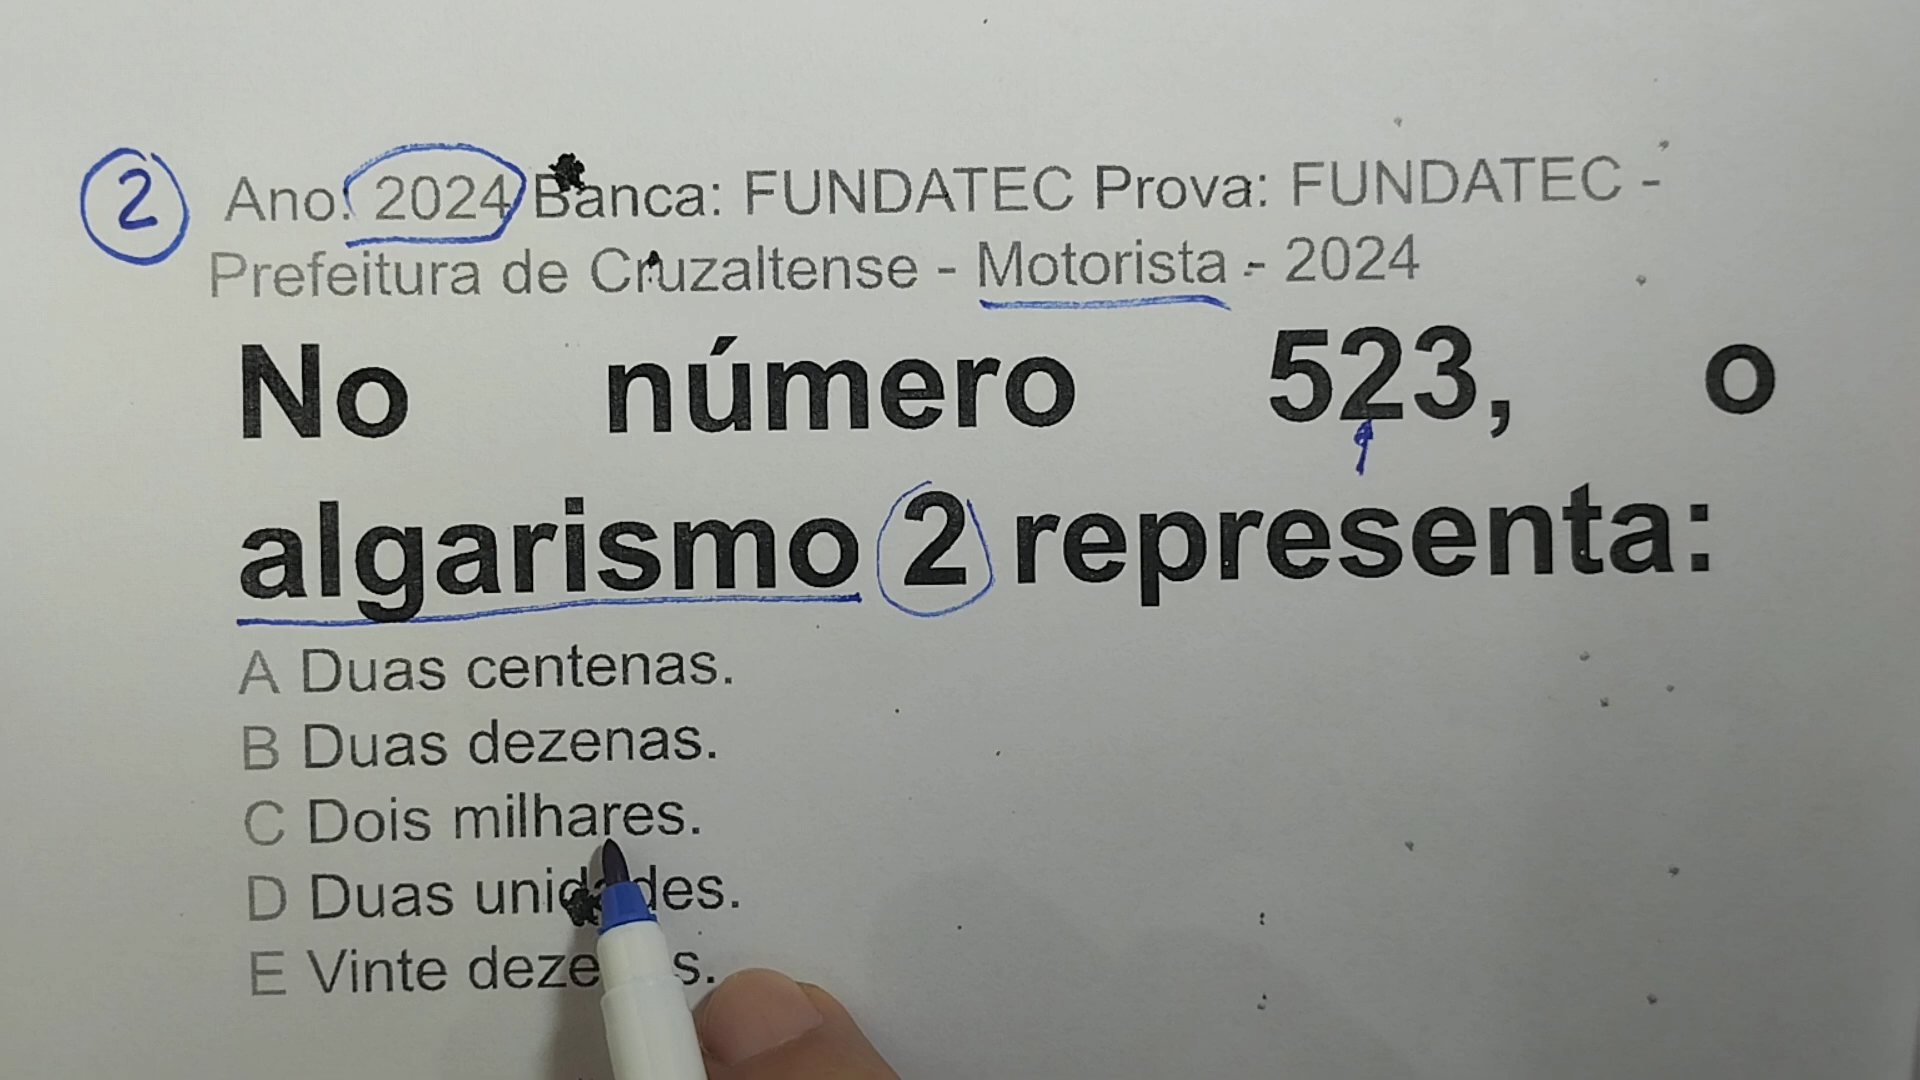 2 Ano: 2024 Banca: FUNDATEC Prova: FUNDATEC -
Prefeitura de Cruzaltense - Motorista - 2024
No número 523, o
algarismo 2 representa:
A Duas centenas.
B Duas dezenas.
C Dois milhares.
D Duas unidades.
E Vinte dezenas.